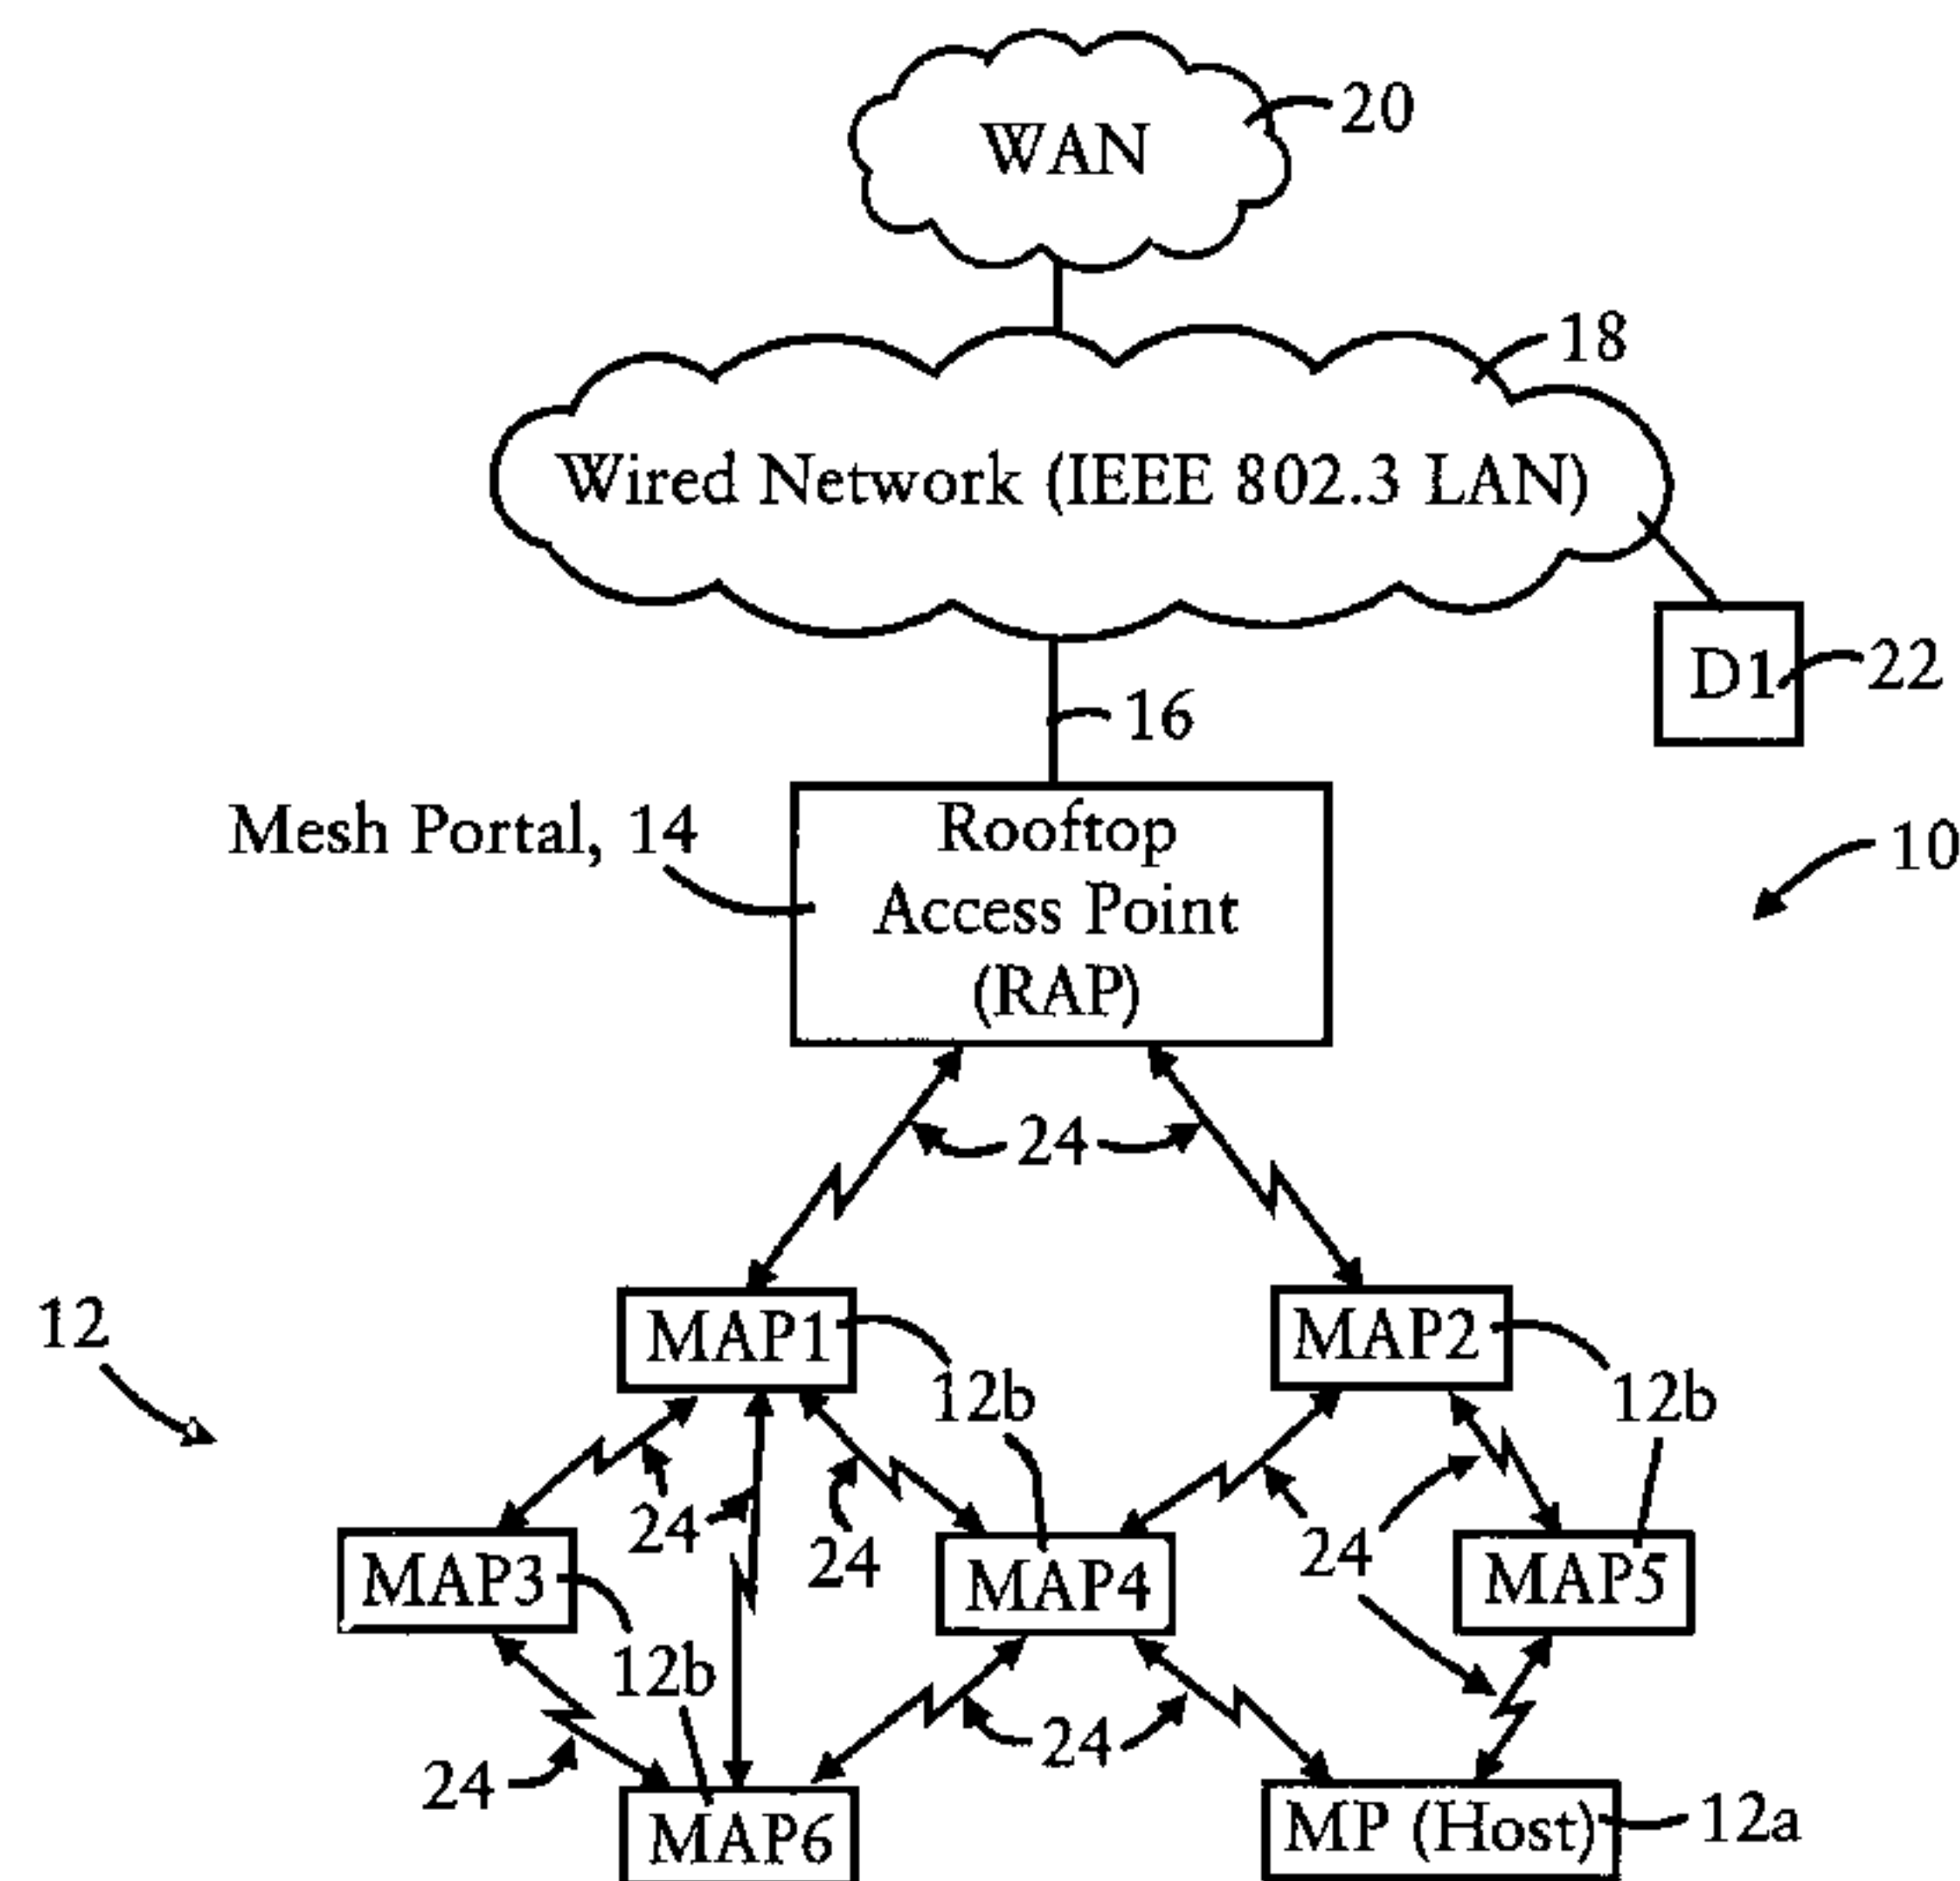 20
WAN
18
Wired Network (IEEE 802.3 LAN)
D1
22
16
Mesh Portal, 14
Rooftop
Access Point
(RAP)
10
24
12
MAP1
MAP2
12b
12b
24
24
24
MAP3
MAP4
MAP5
12b
24
24
MAP6
MP (Host)
12a